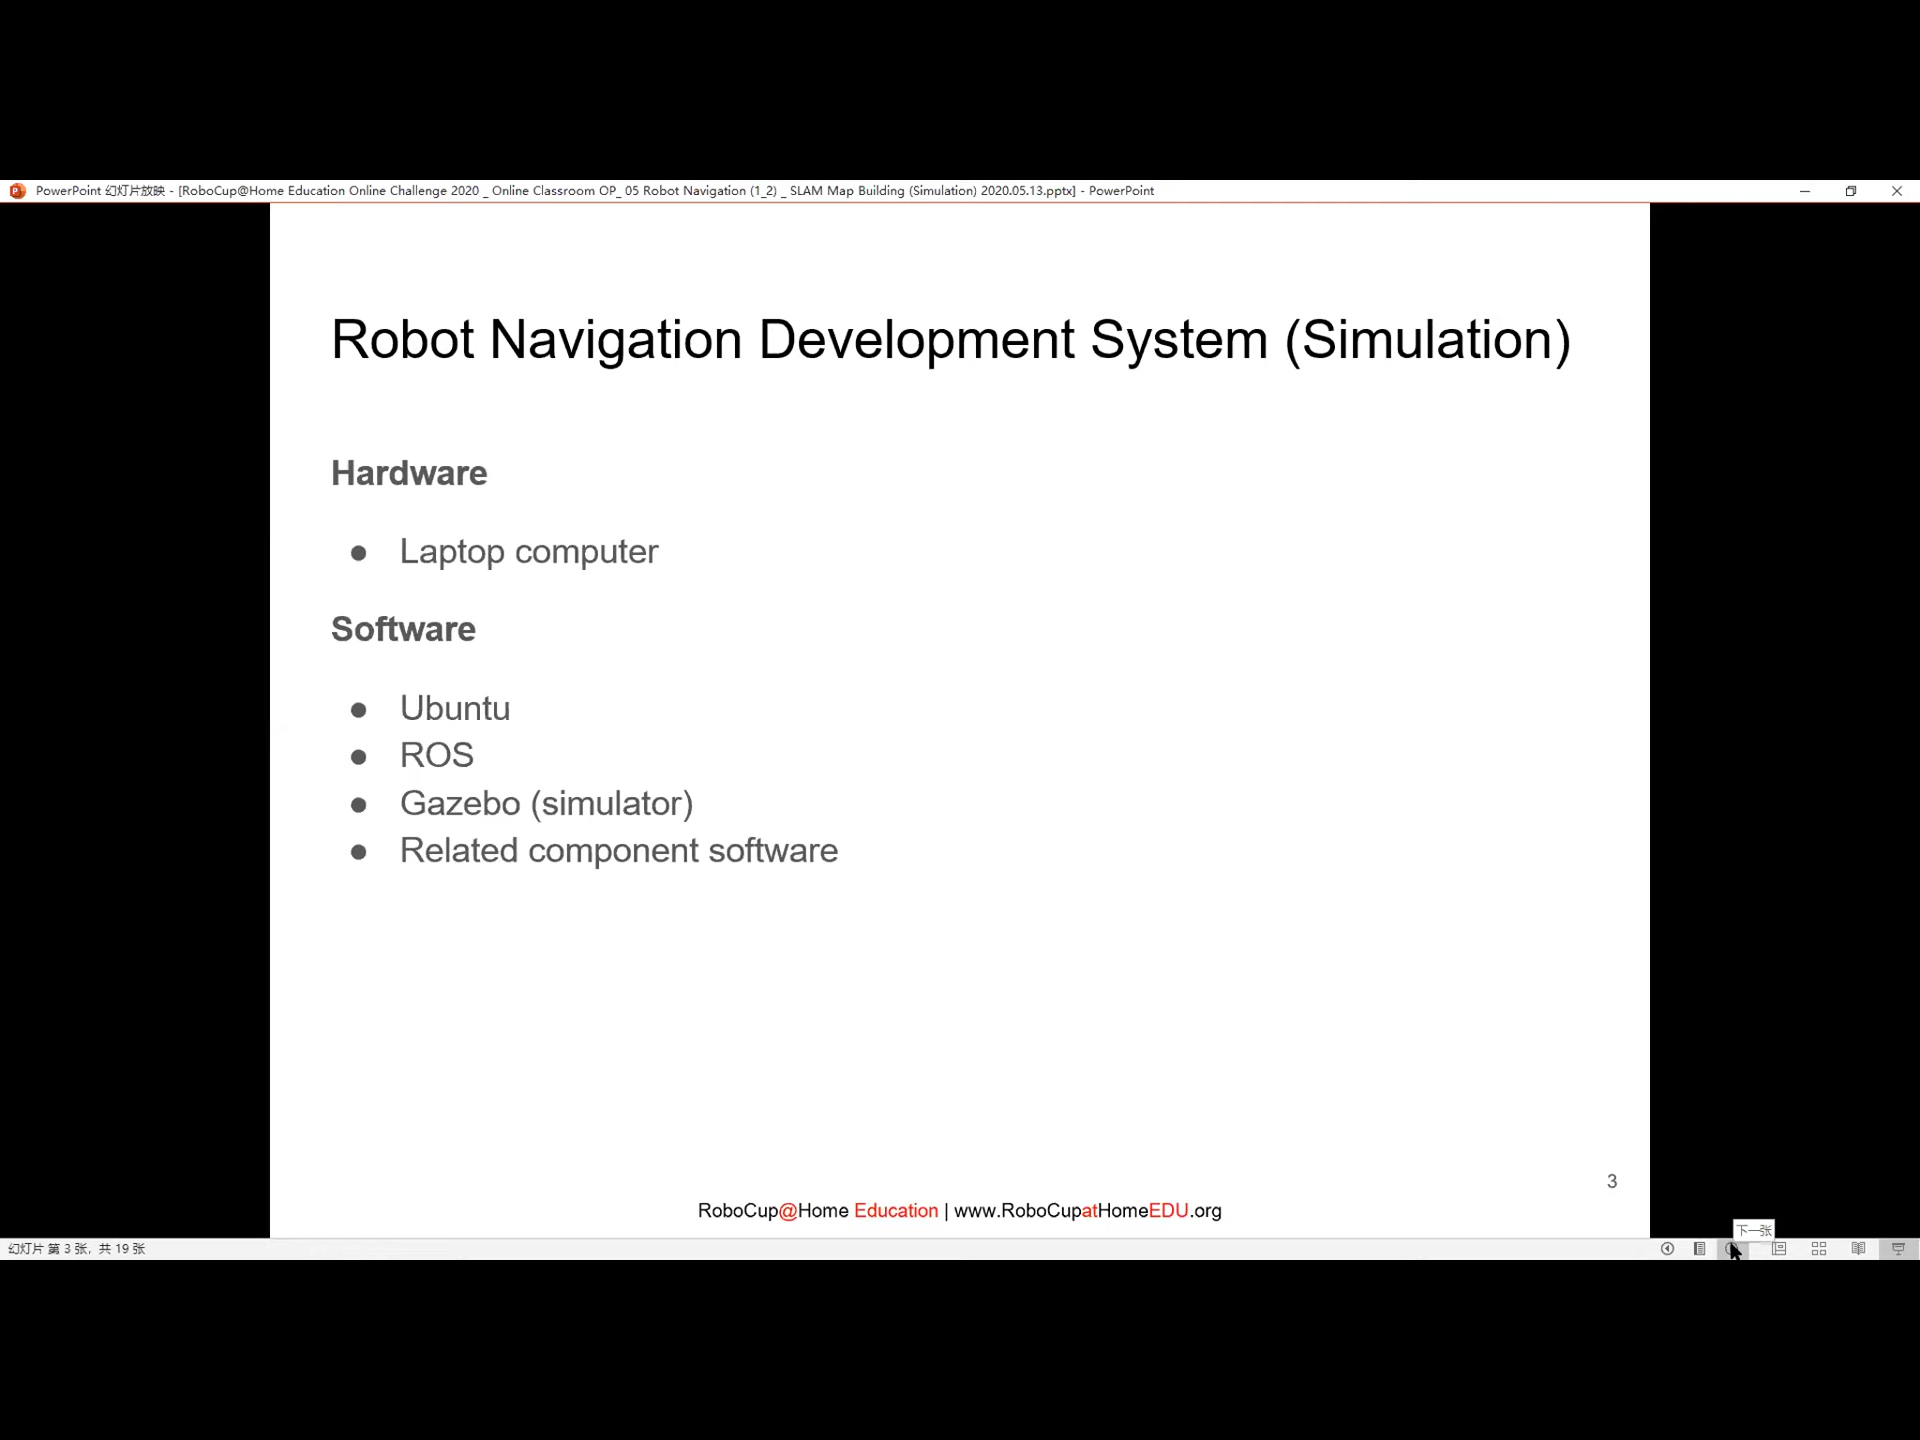 PowerPoint 幻灯片放映 - [RoboCup@Home Education Online Challenge 2020 _ Online Classroom OP_ 05 Robot Navigation (1_2) _ SLAM Map Building (Simulation) 2020.05.13.pptx] - PowerPoint
Robot Navigation Development System (Simulation)
Hardware
● Laptop computer
Software
● Ubuntu
● ROS
● Gazebo (simulator)
● Related component software
3
RoboCup@Home Education | www.RoboCupatHomeEDU.org
下一张
幻灯片 第 3 张，共 19 张